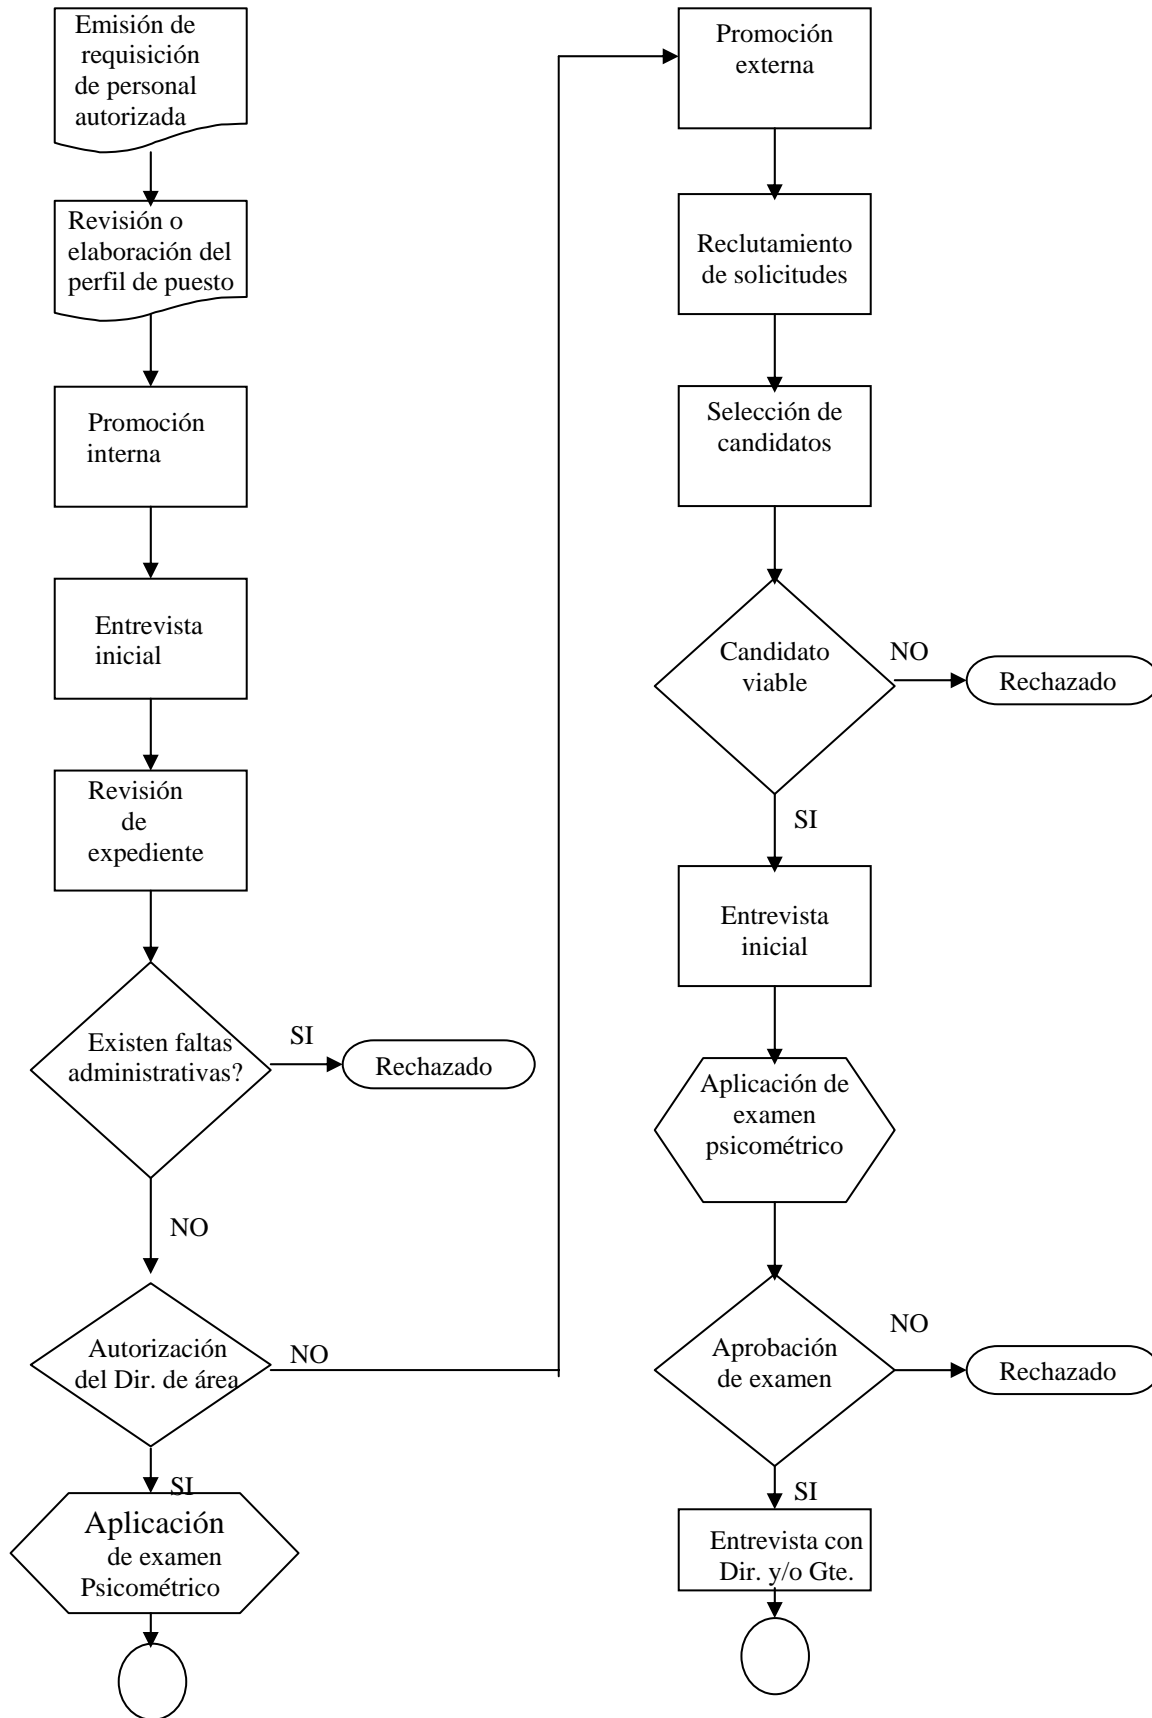 Emisión de
requisición
de personal
autorizada
Revisión o
elaboración del
perfil de puesto
Promoción
interna
Entrevista
inicial
Revisión
de
expediente
Existen faltas
administrativas?
SI
Rechazado
NO
Autorización
del Dir. de área
NO
SI
Aplicación
de examen
Psicométrico
Promoción
externa
Reclutamiento
de solicitudes
Selección de
candidatos
Candidato
viable
NO
Rechazado
SI
Entrevista
inicial
Aplicación de
examen
psicométrico
Aprobación
de examen
NO
Rechazado
SI
Entrevista con
Dir. y/o Gte.